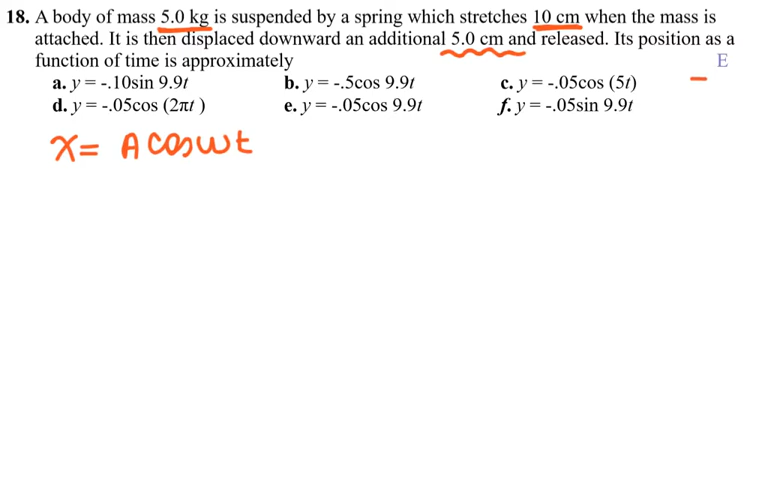 18. A body of mass 5.0 kg is suspended by a spring which stretches 10 cm when the mass is
attached. It is then displaced downward an additional 5.0 cm and released. Its position as a
function of time is approximately E
a. y = -.10sin 9.9t b. y = -.5cos 9.9t c. y = -.05cos (5t)
d. y = -.05cos (2πt ) e. y = -.05cos 9.9t f. y = -.05sin 9.9t
x = A cos wt